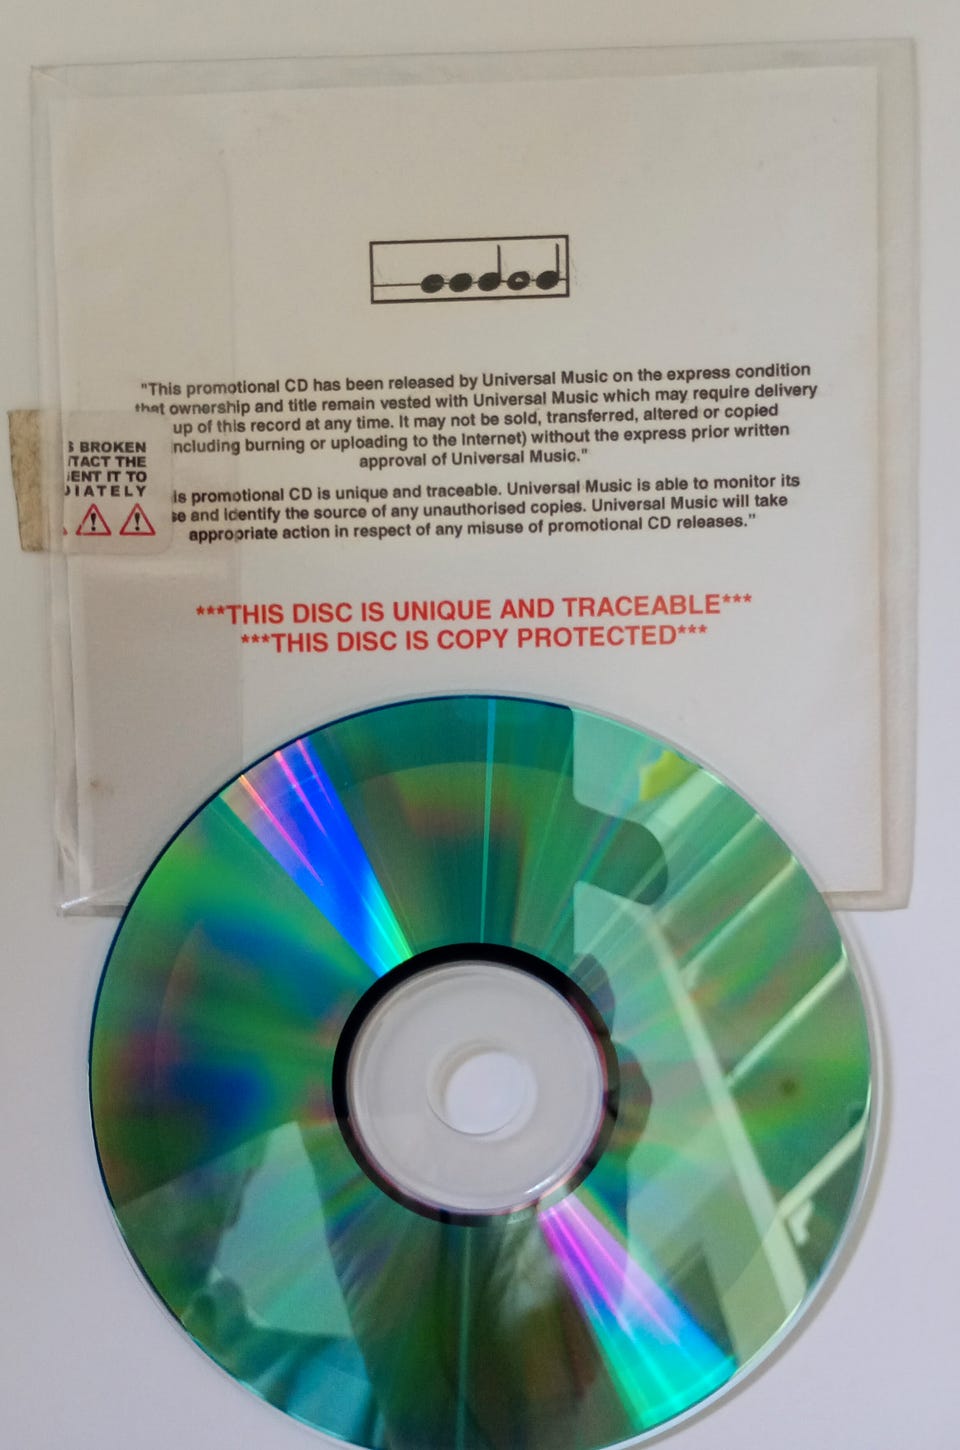 coded
"This promotional CD has been released by Universal Music on the express condition
that ownership and title remain vested with Universal Music which may require delivery
up of this record at any time. It may not be sold, transferred, altered or copied
ncluding burning or uploading to the Internet) without the express prior written
approval of Universal Music."
is promotional CD is unique and traceable. Universal Music is able to monitor its
se and identify the source of any unauthorised copies. Universal Music will take
appropriate action in respect of any misuse of promotional CD releases."
S BROKEN
TACT THE
ENT IT TO
DIATELY
***THIS DISC IS UNIQUE AND TRACEABLE***
***THIS DISC IS COPY PROTECTED***